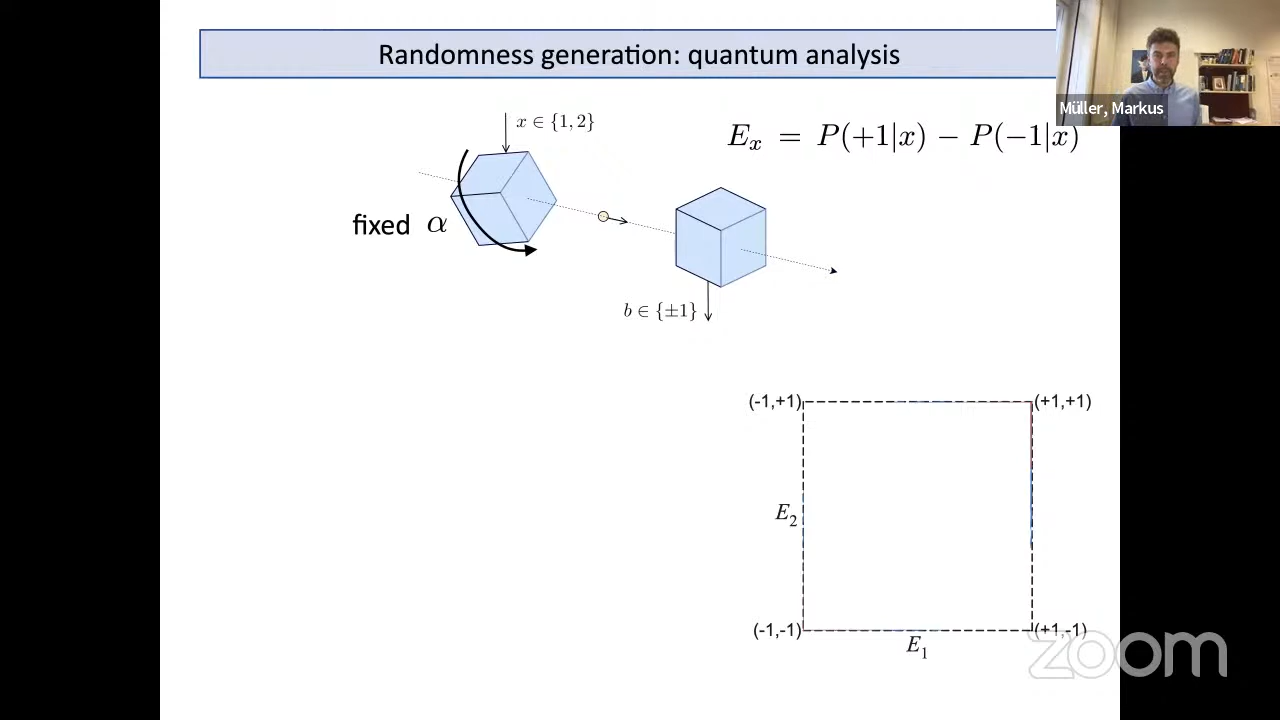 Randomness generation: quantum analysis
Müller, Markus
x ∈ {1, 2}
E_x = P(+1|x) − P(−1|x)
fixed α
b ∈ {±1}
(-1,+1)
(+1,+1)
E_2
(-1,-1)
(+1,-1)
E_1
zoom